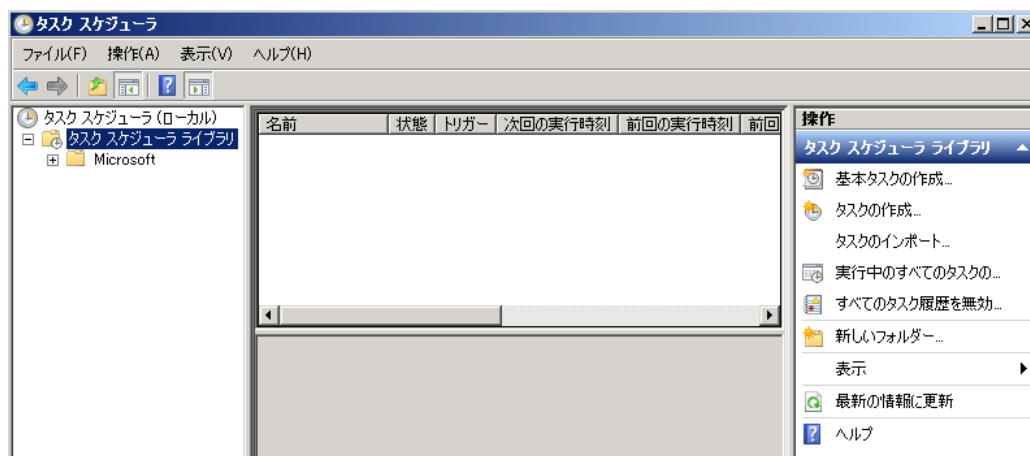 タスク スケジューラ
ファイル(F) 操作(A) 表示(V) ヘルプ(H)
タスク スケジューラ (ローカル)
タスク スケジューラ ライブラリ
Microsoft
名前 状態 トリガー 次回の実行時刻 前回の実行時刻 前回
操作
タスク スケジューラ ライブラリ
基本タスクの作成...
タスクの作成...
タスクのインポート...
実行中のすべてのタスクの...
すべてのタスク履歴を無効...
新しいフォルダー...
表示
最新の情報に更新
ヘルプ